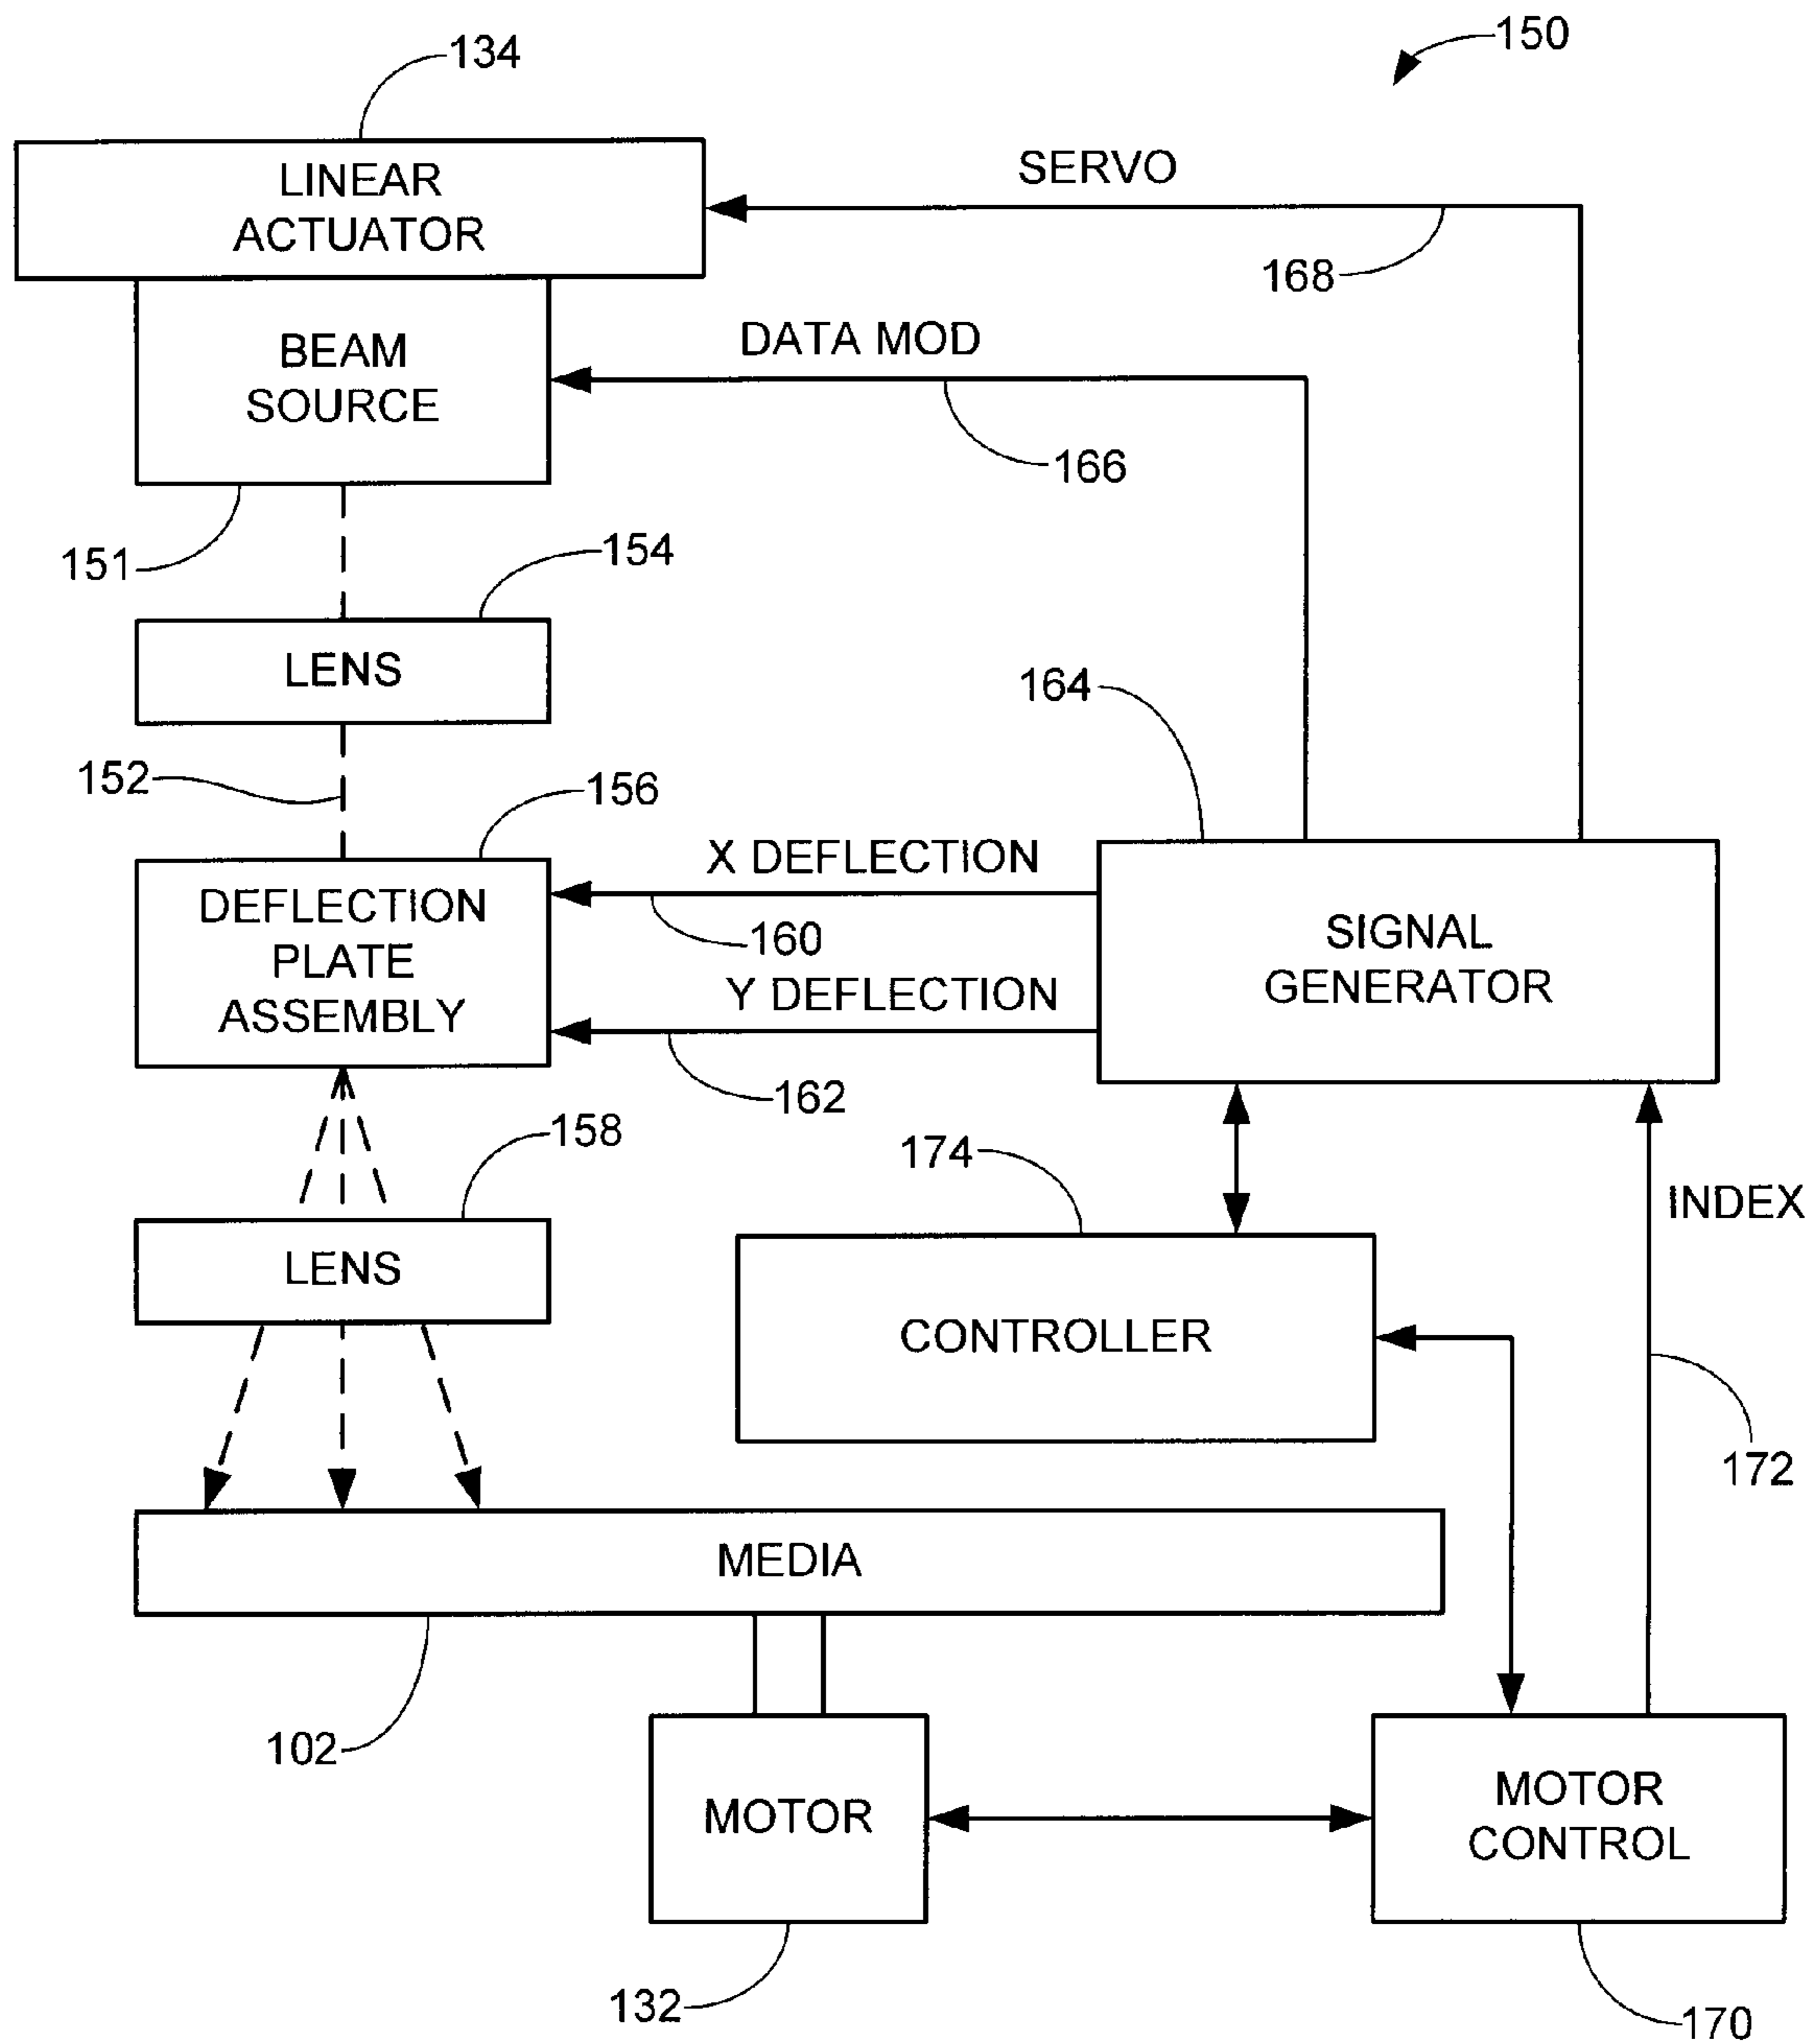 150
134
LINEAR
ACTUATOR
SERVO
168
BEAM
SOURCE
DATA MOD
166
151
154
LENS
164
152
156
X DEFLECTION
DEFLECTION
PLATE
ASSEMBLY
160
Y DEFLECTION
162
SIGNAL
GENERATOR
158
174
INDEX
LENS
CONTROLLER
172
MEDIA
102
MOTOR
MOTOR
CONTROL
132
170